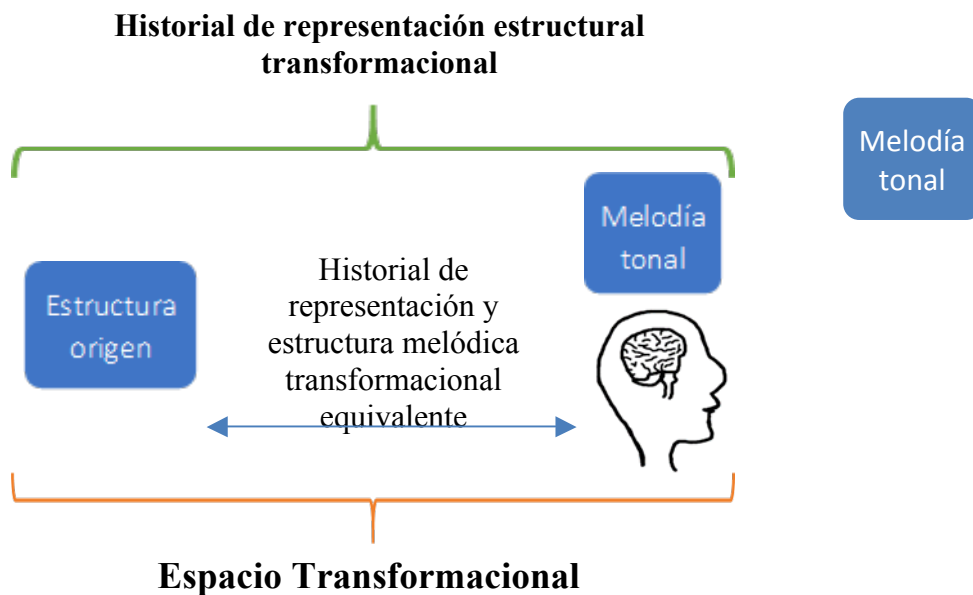 Historial de representación estructural
transformacional
Melodía
tonal
Melodía
tonal
Estructura
origen
Historial de
representación y
estructura melódica
transformacional
equivalente
Espacio Transformacional